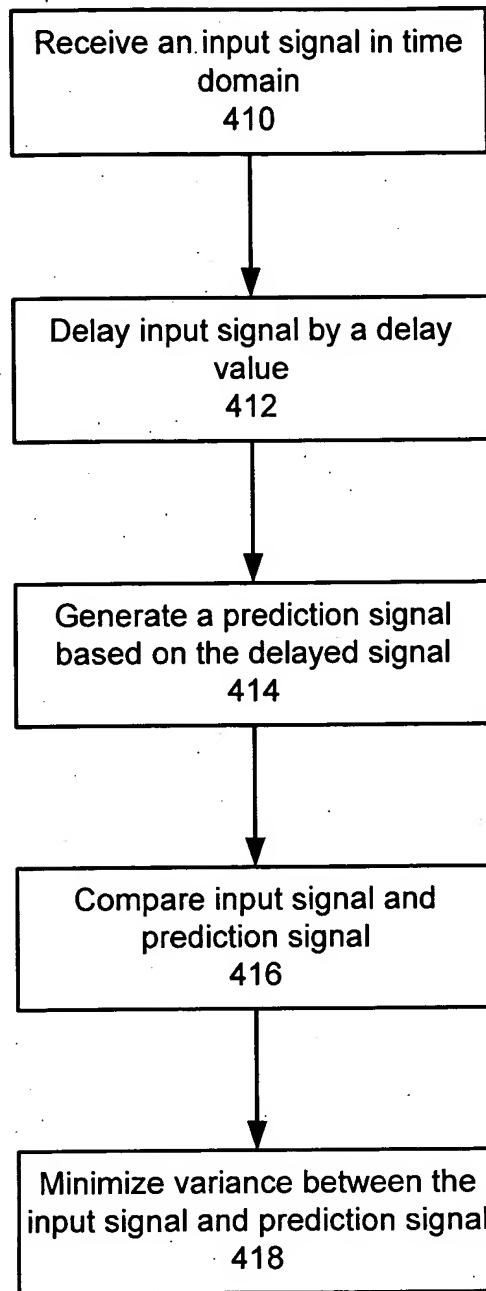 Receive an input signal in time
domain
410
Delay input signal by a delay
value
412
Generate a prediction signal
based on the delayed signal
414
Compare input signal and
prediction signal
416
Minimize variance between the
input signal and prediction signal
418